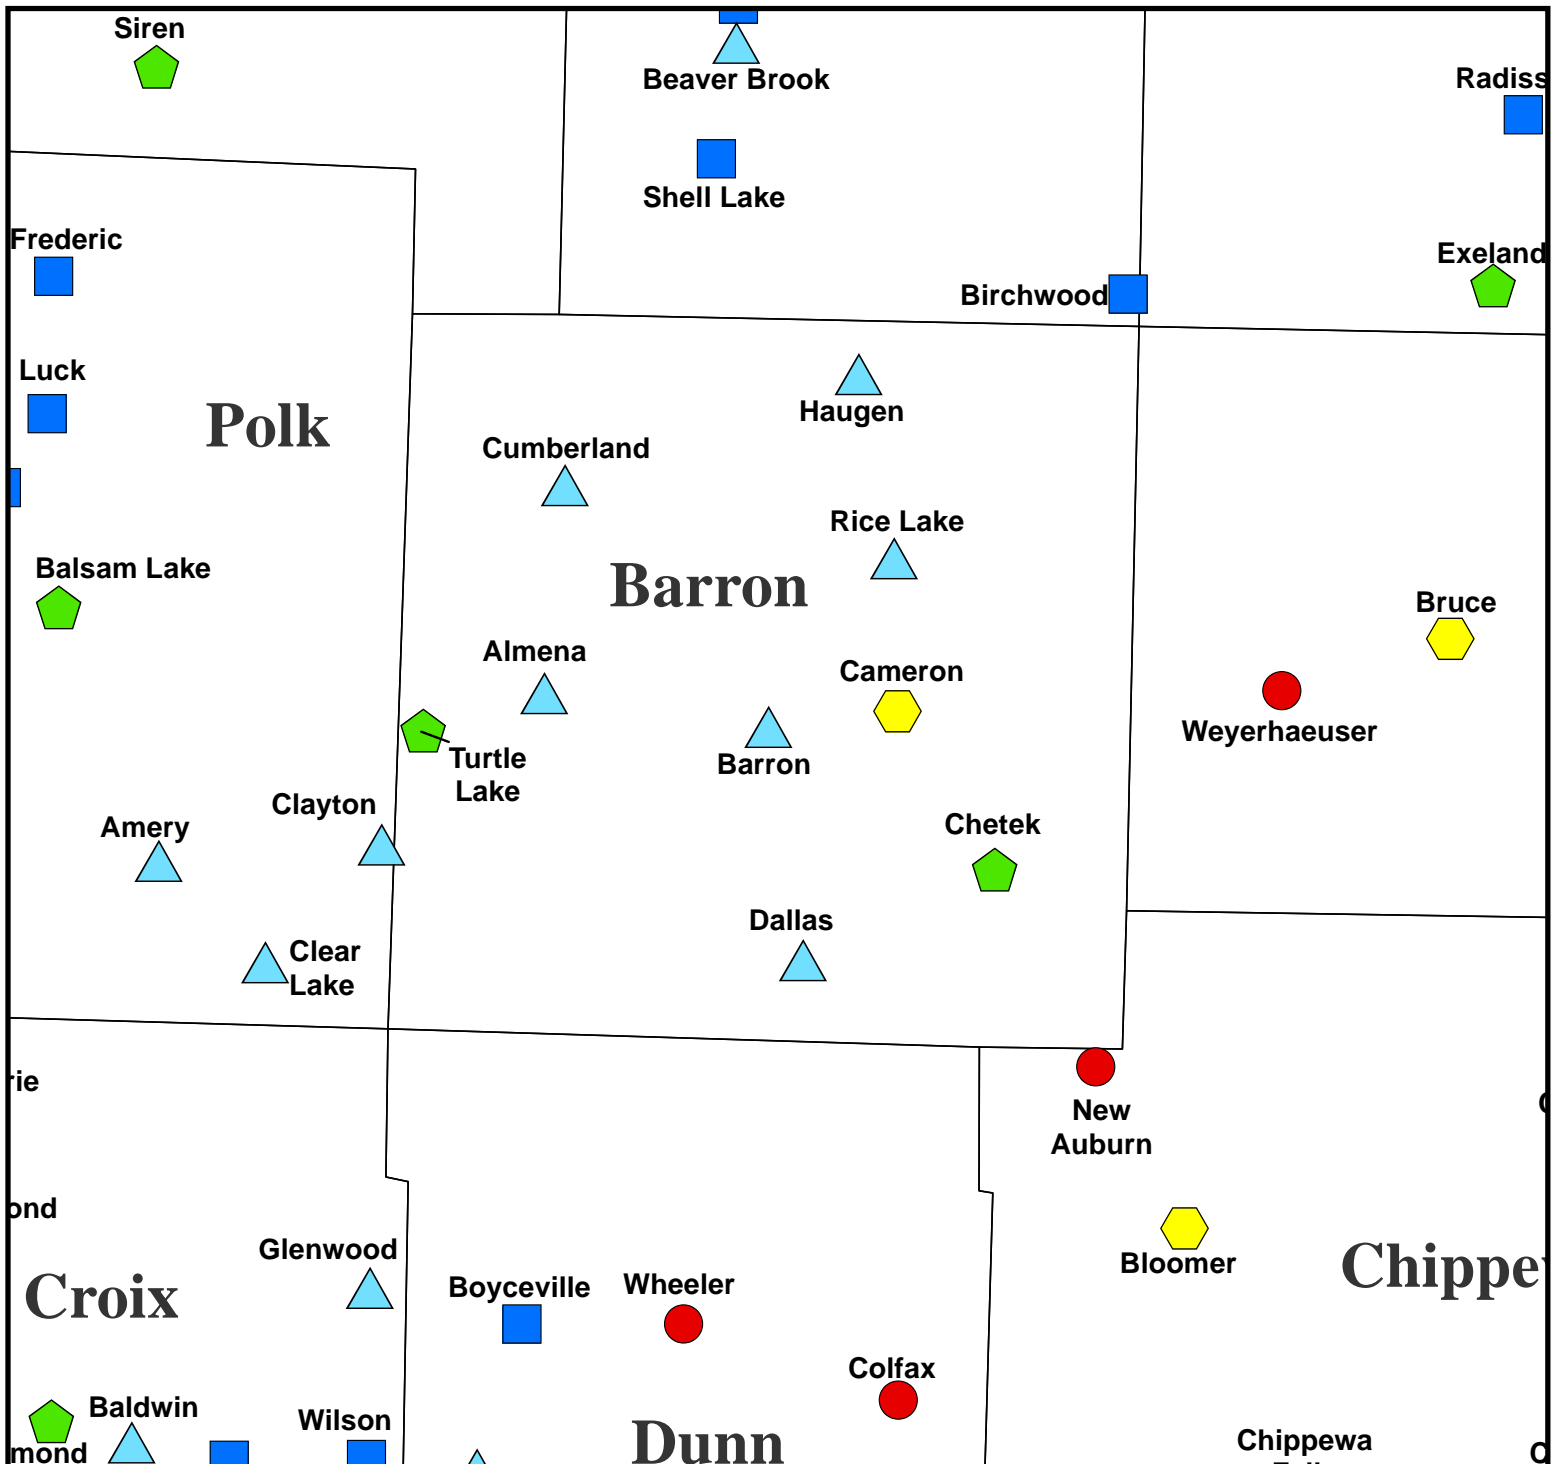 Siren
Beaver Brook
Radiss
Shell Lake
Frederic
Exeland
Birchwood
Luck
Polk
Haugen
Cumberland
Rice Lake
Balsam Lake
Barron
Bruce
Almena
Cameron
Weyerhaeuser
Turtle
Lake
Barron
Clayton
Amery
Chetek
Dallas
Clear
Lake
rie
New
Auburn
ond
Glenwood
Bloomer
Chippe
Croix
Boyceville
Wheeler
Colfax
Baldwin
Wilson
Dunn
Chippewa
mond